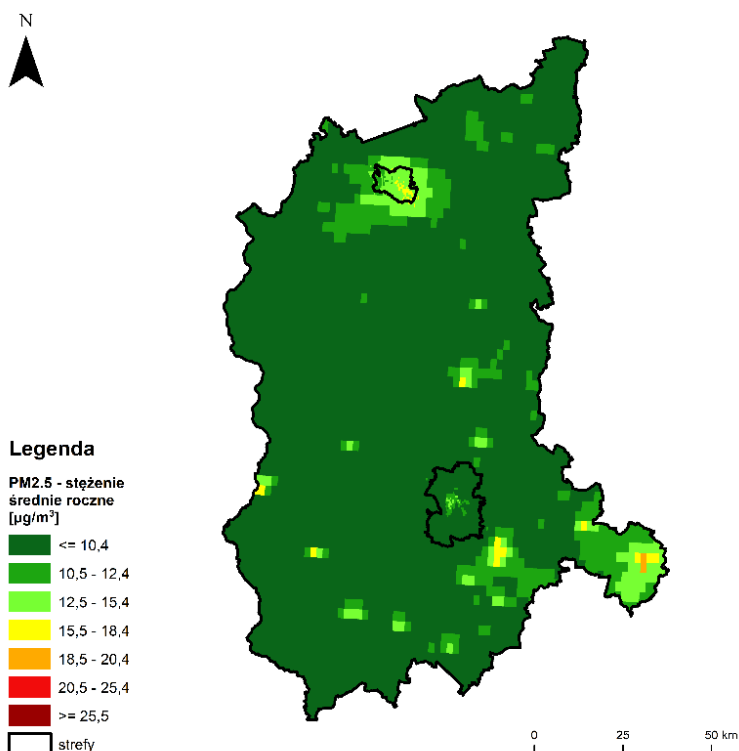 N
Legenda
PM2.5 - stężenie
średnie roczne
[µg/m³]
<= 10,4
10,5 - 12,4
12,5 - 15,4
15,5 - 18,4
18,5 - 20,4
20,5 - 25,4
>= 25,5
strefy
0 25 50 km